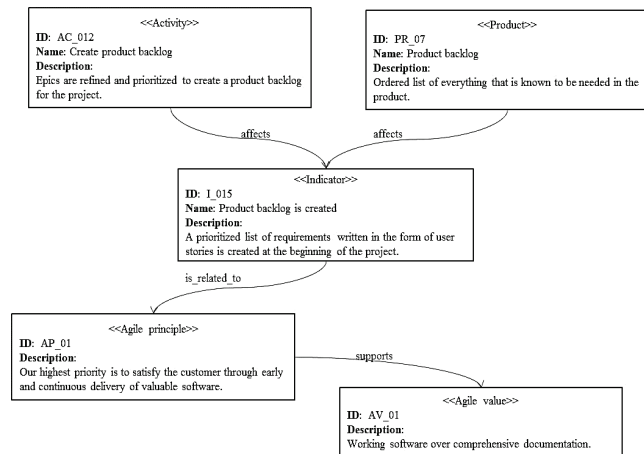 <<Activity>>
ID: AC_012
Name: Create product backlog
Description:
Epics are refined and prioritized to create a product backlog
for the project.
<<Product>>
ID: PR_07
Name: Product backlog
Description:
Ordered list of everything that is known to be needed in the
product.
affects
affects
<<Indicator>>
ID: I_015
Name: Product backlog is created
Description:
A prioritized list of requirements written in the form of user
stories is created at the beginning of the project.
is_related_to
<<Agile principle>>
ID: AP_01
Description:
Our highest priority is to satisfy the customer through early
and continuous delivery of valuable software.
supports
<<Agile value>>
ID: AV_01
Description:
Working software over comprehensive documentation.